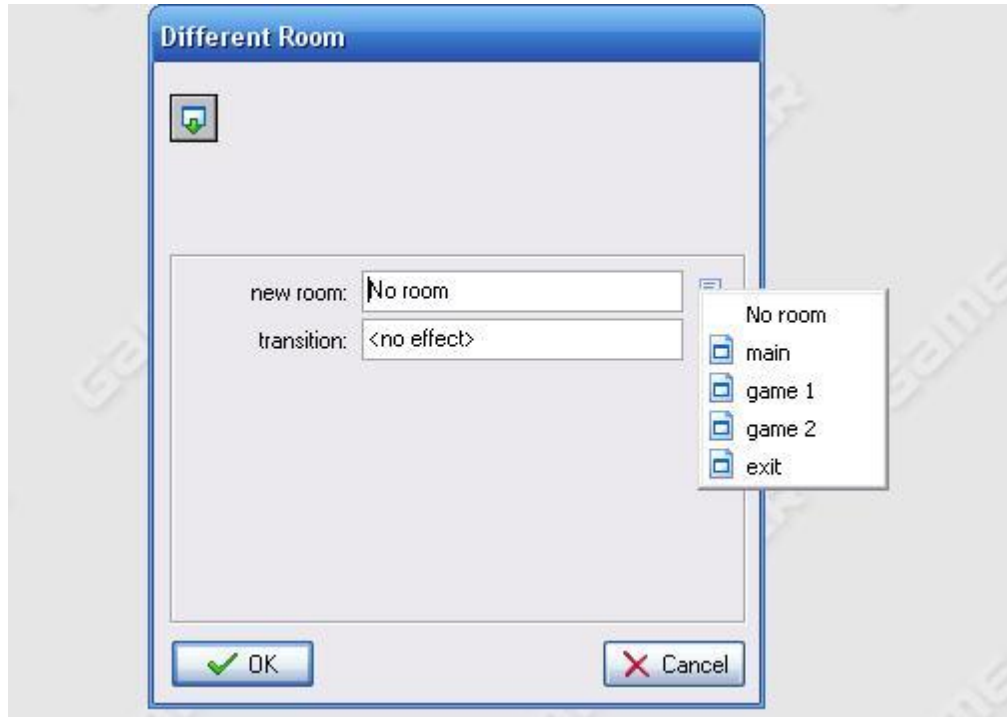 Different Room
new room: No room
transition: <no effect>
No room
main
game 1
game 2
exit
OK
Cancel